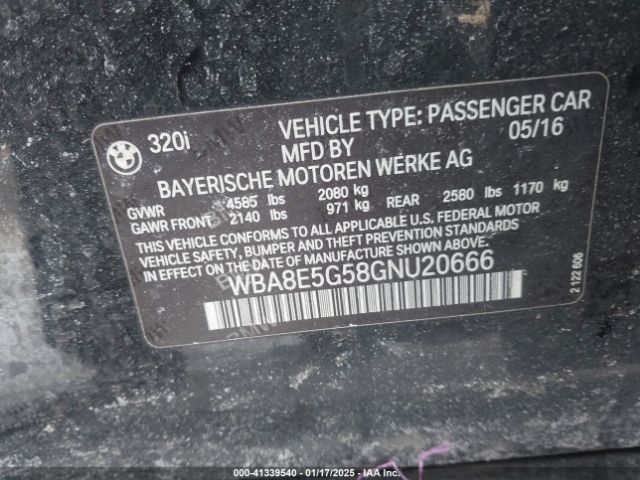 320i VEHICLE TYPE: PASSENGER CAR
MFD BY 05/16
BAYERISCHE MOTOREN WERKE AG
GVWR 4585 lbs 2080 kg
GAWR FRONT 2140 lbs 971 kg REAR 2580 lbs 1170 kg
THIS VEHICLE CONFORMS TO ALL APPLICABLE U.S. FEDERAL MOTOR
VEHICLE SAFETY, BUMPER AND THEFT PREVENTION STANDARDS
IN EFFECT ON THE DATE OF MANUFACTURE SHOWN ABOVE.
WBA8E5G58GNU20666
2 122 608
000-41339540 - 01/17/2025 - IAA Inc.